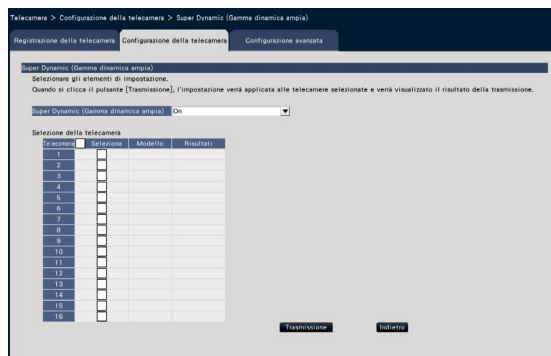 Telecamera > Configurazione della telecamera > Super Dynamic (Gamma dinamica ampia)
Registrazione della telecamera Configurazione della telecamera Configurazione avanzata
Super Dynamic (Gamma dinamica ampia)
Selezionare gli elementi di impostazione.
Quando si clicca il pulsante [Trasmissione], l'impostazione verrà applicata alle telecamere selezionate e verrà visualizzato il risultato della trasmissione.
Super Dynamic (Gamma dinamica ampia) On
Selezione della telecamera
Telecamera Seleziona Modello Risultati
1
2
3
4
5
6
7
8
9
10
11
12
13
14
15
16
Trasmissione Indietro